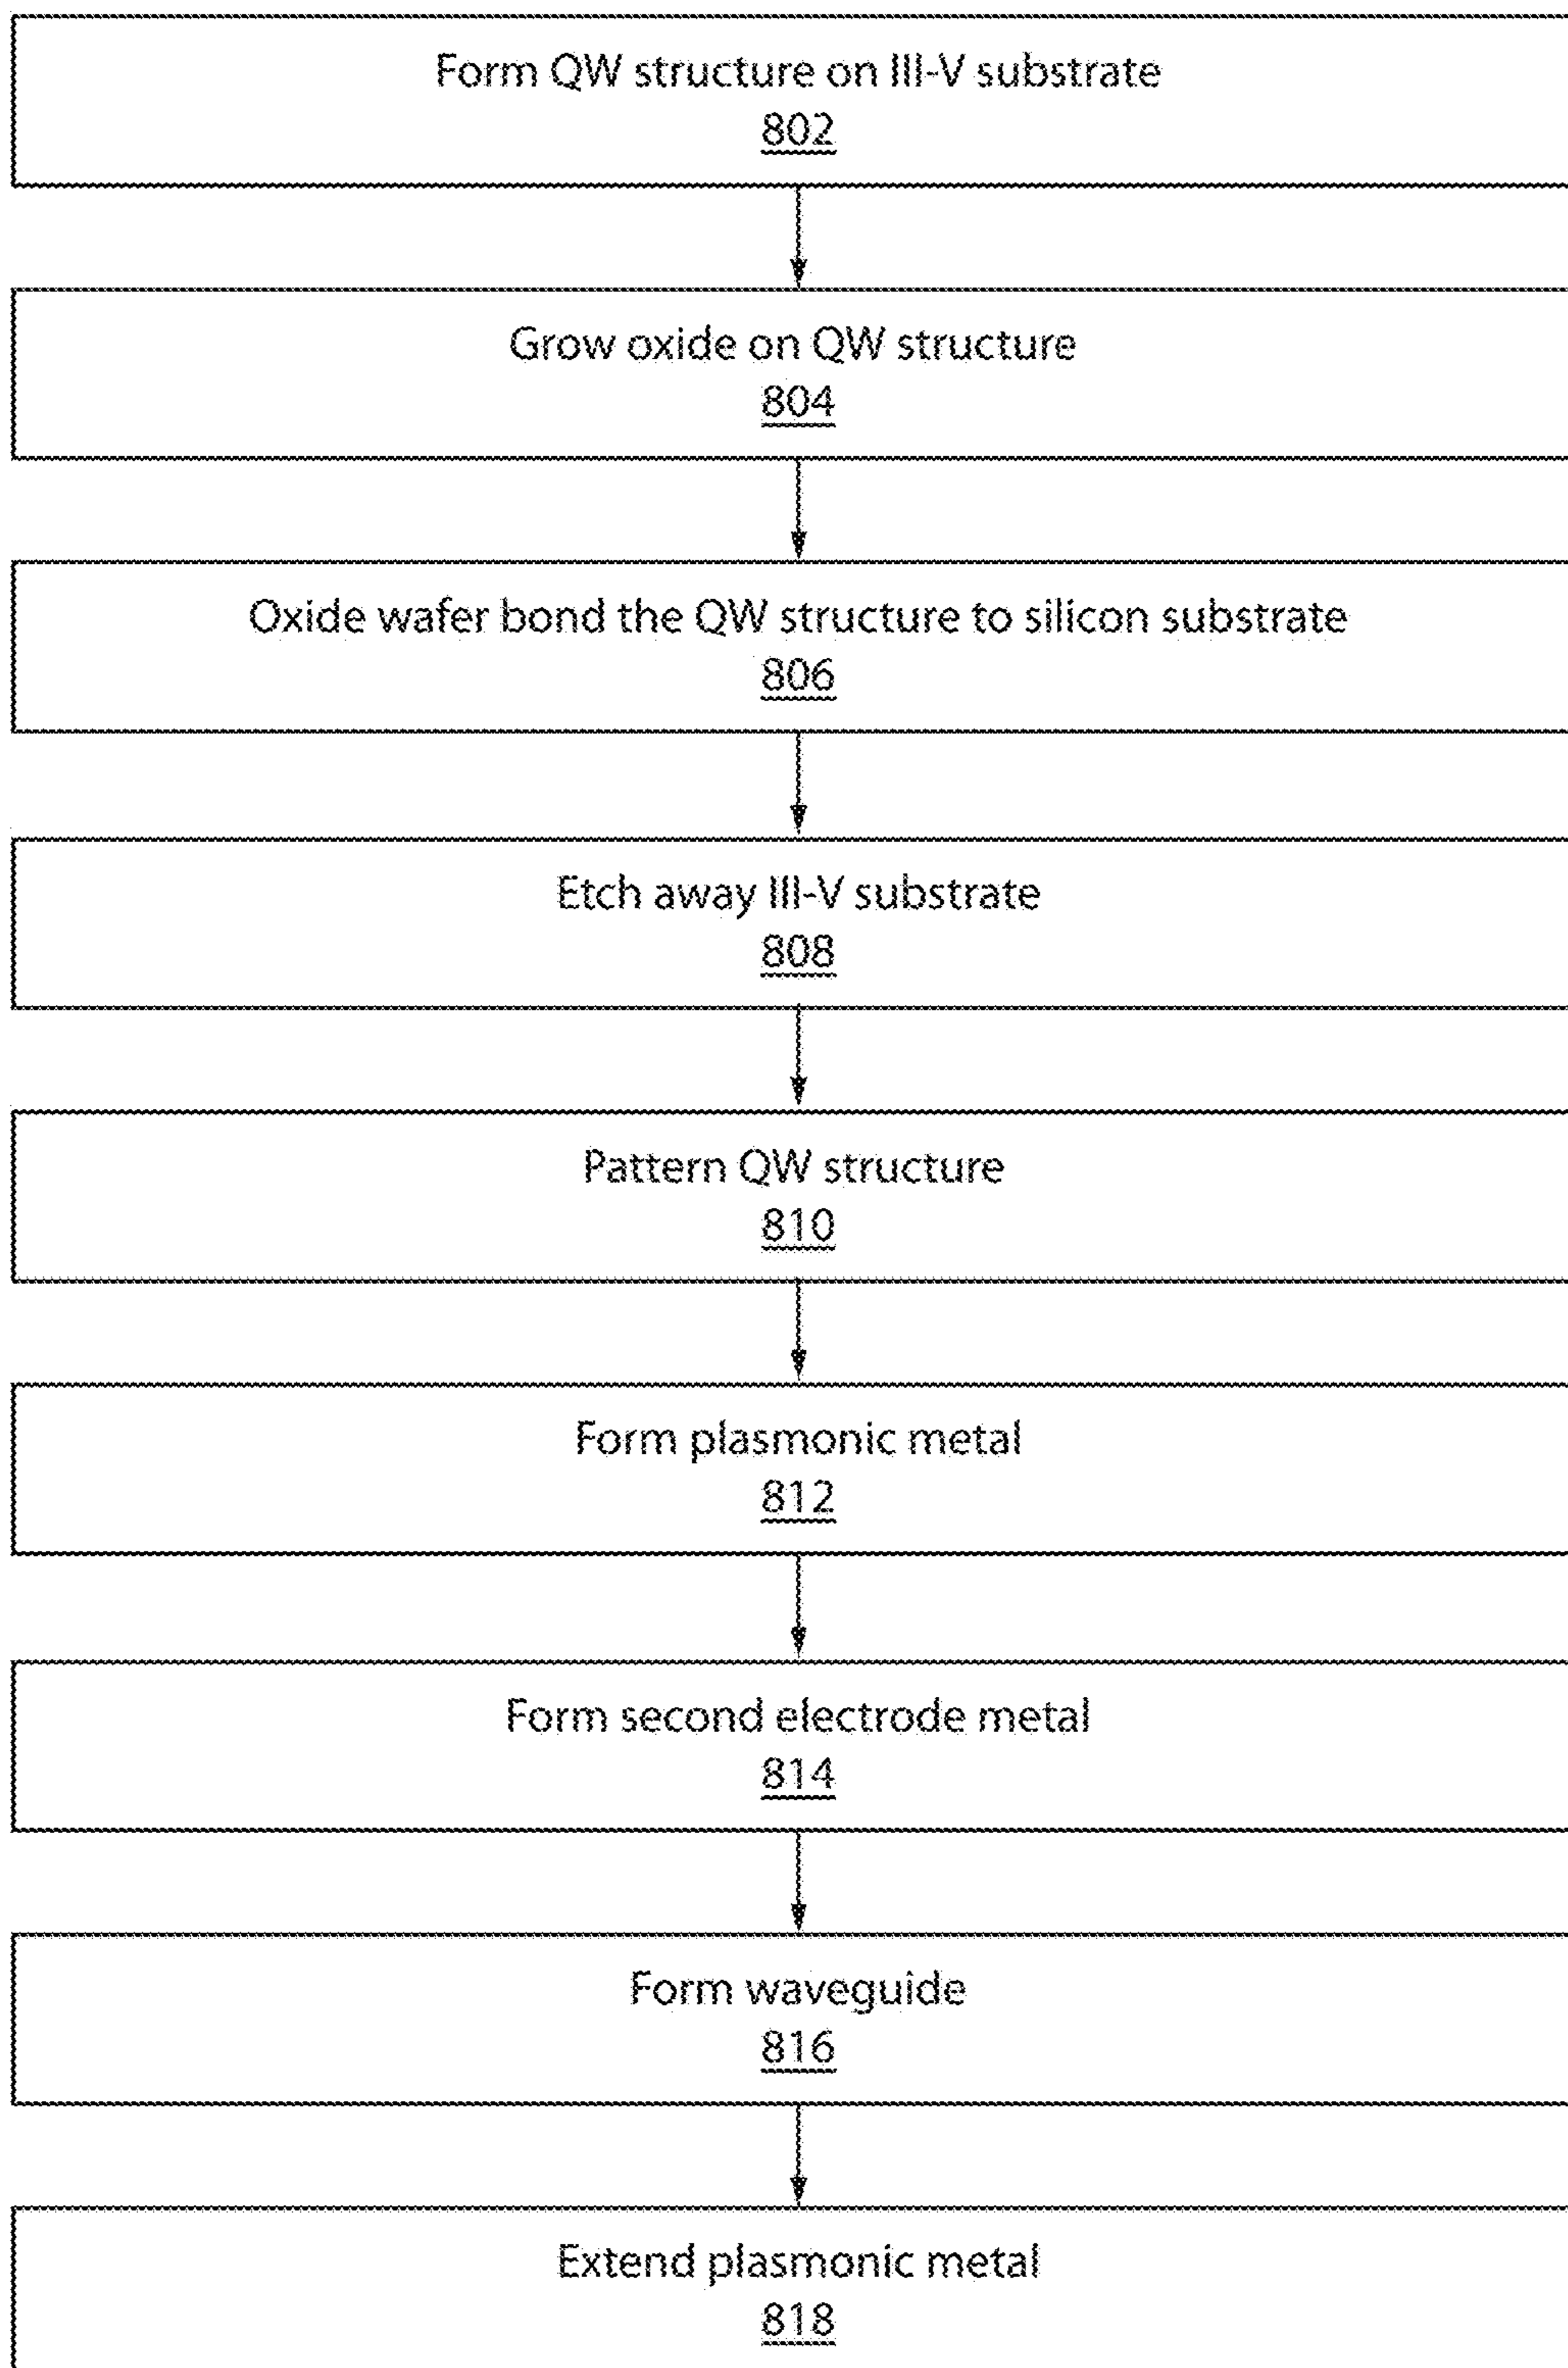 Form QW structure on III-V substrate
802
Grow oxide on QW structure
804
Oxide wafer bond the QW structure to silicon substrate
806
Etch away III-V substrate
808
Pattern QW structure
810
Form plasmonic metal
812
Form second electrode metal
814
Form waveguide
816
Extend plasmonic metal
818